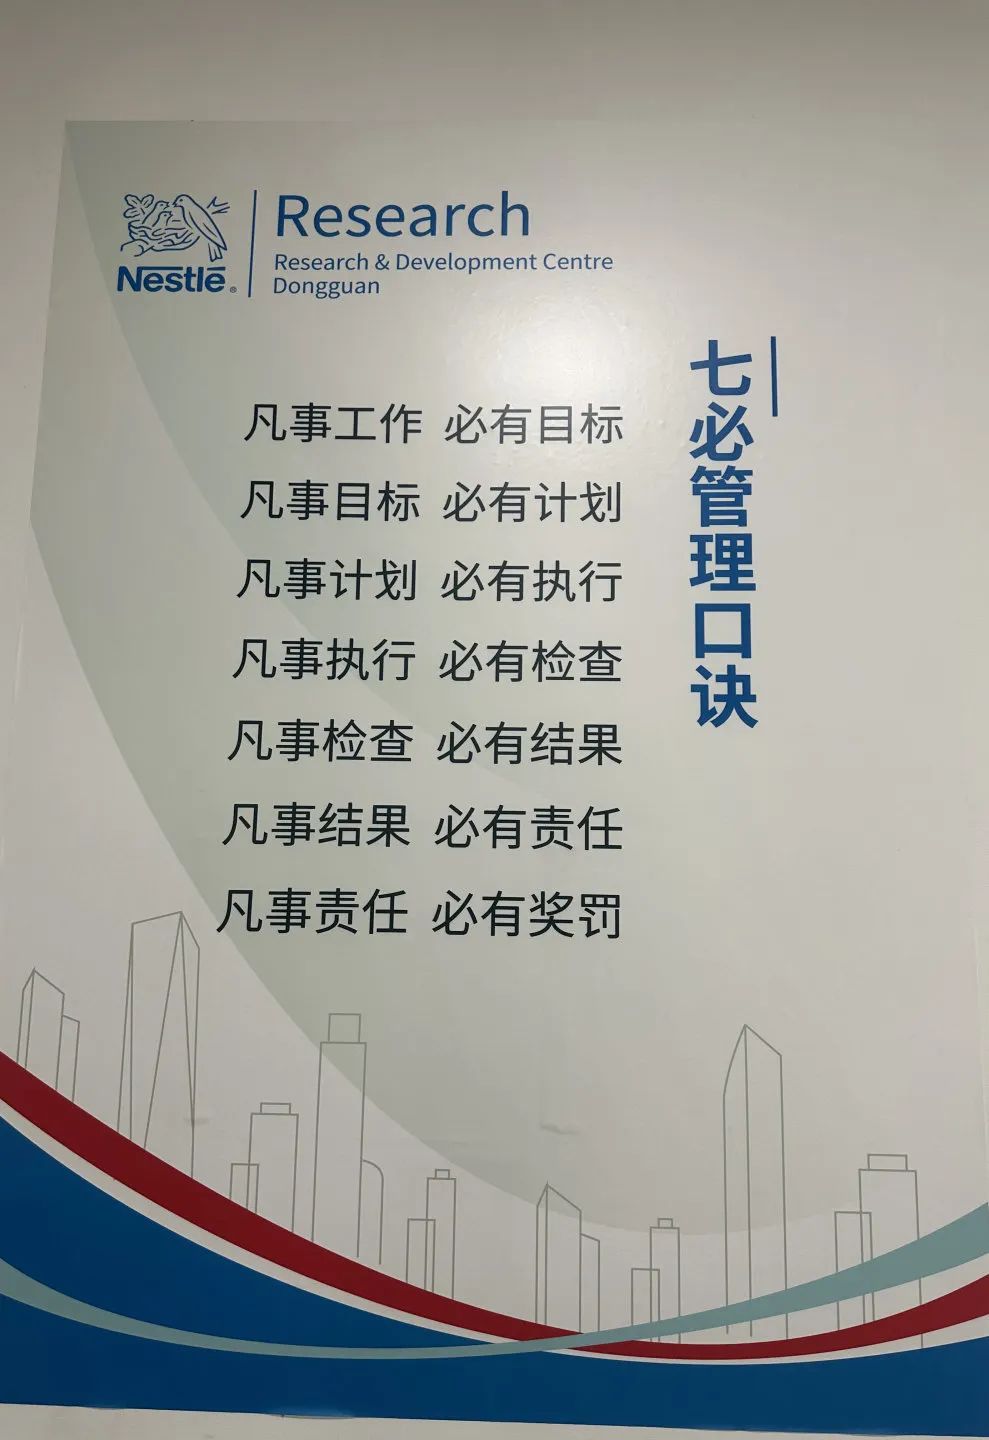 Nestlé
Research
Research & Development Centre
Dongguan
七必管理口诀
凡事工作 必有目标
凡事目标 必有计划
凡事计划 必有执行
凡事执行 必有检查
凡事检查 必有结果
凡事结果 必有责任
凡事责任 必有奖罚